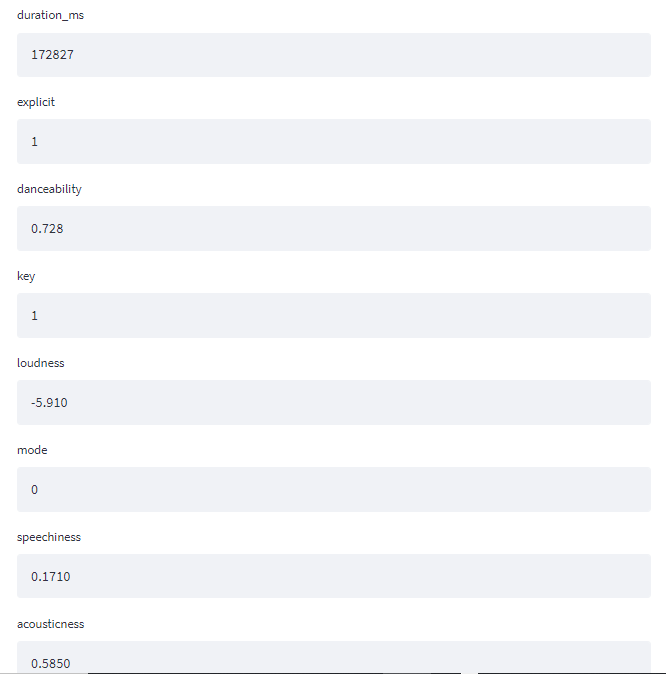 duration_ms
172827
explicit
1
danceability
0.728
key
1
loudness
-5.910
mode
0
speechiness
0.1710
acousticness
0.5850